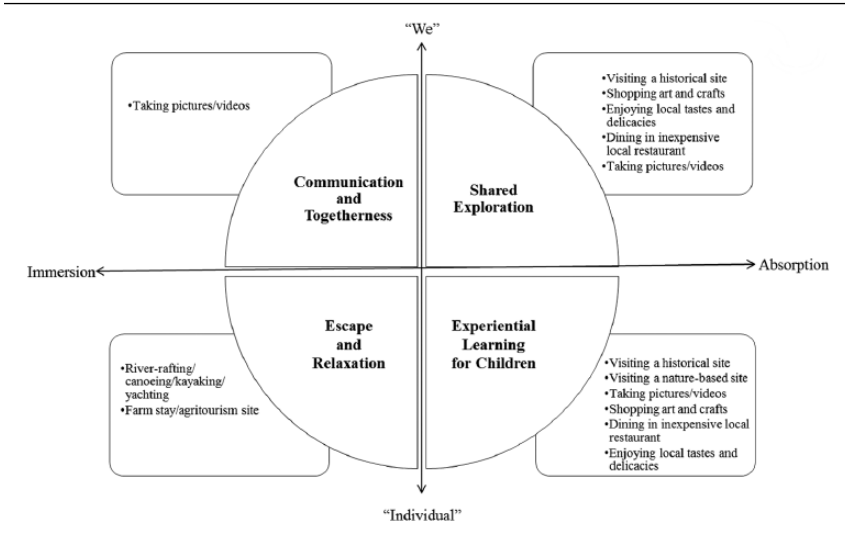 “We”
•Taking pictures/videos
•Visiting a historical site
•Shopping art and crafts
•Enjoying local tastes and
delicacies
•Dining in inexpensive
local restaurant
•Taking pictures/videos
Communication
and
Togetherness
Shared
Exploration
Immersion
Absorption
Escape
and
Relaxation
Experiential
Learning
for Children
•River-rafting/
canoeing/kayaking/
yachting
•Farm stay/agritourism site
•Visiting a historical site
•Visiting a nature-based site
•Taking pictures/videos
•Shopping art and crafts
•Dining in inexpensive local
restaurant
•Enjoying local tastes and
delicacies
“Individual”